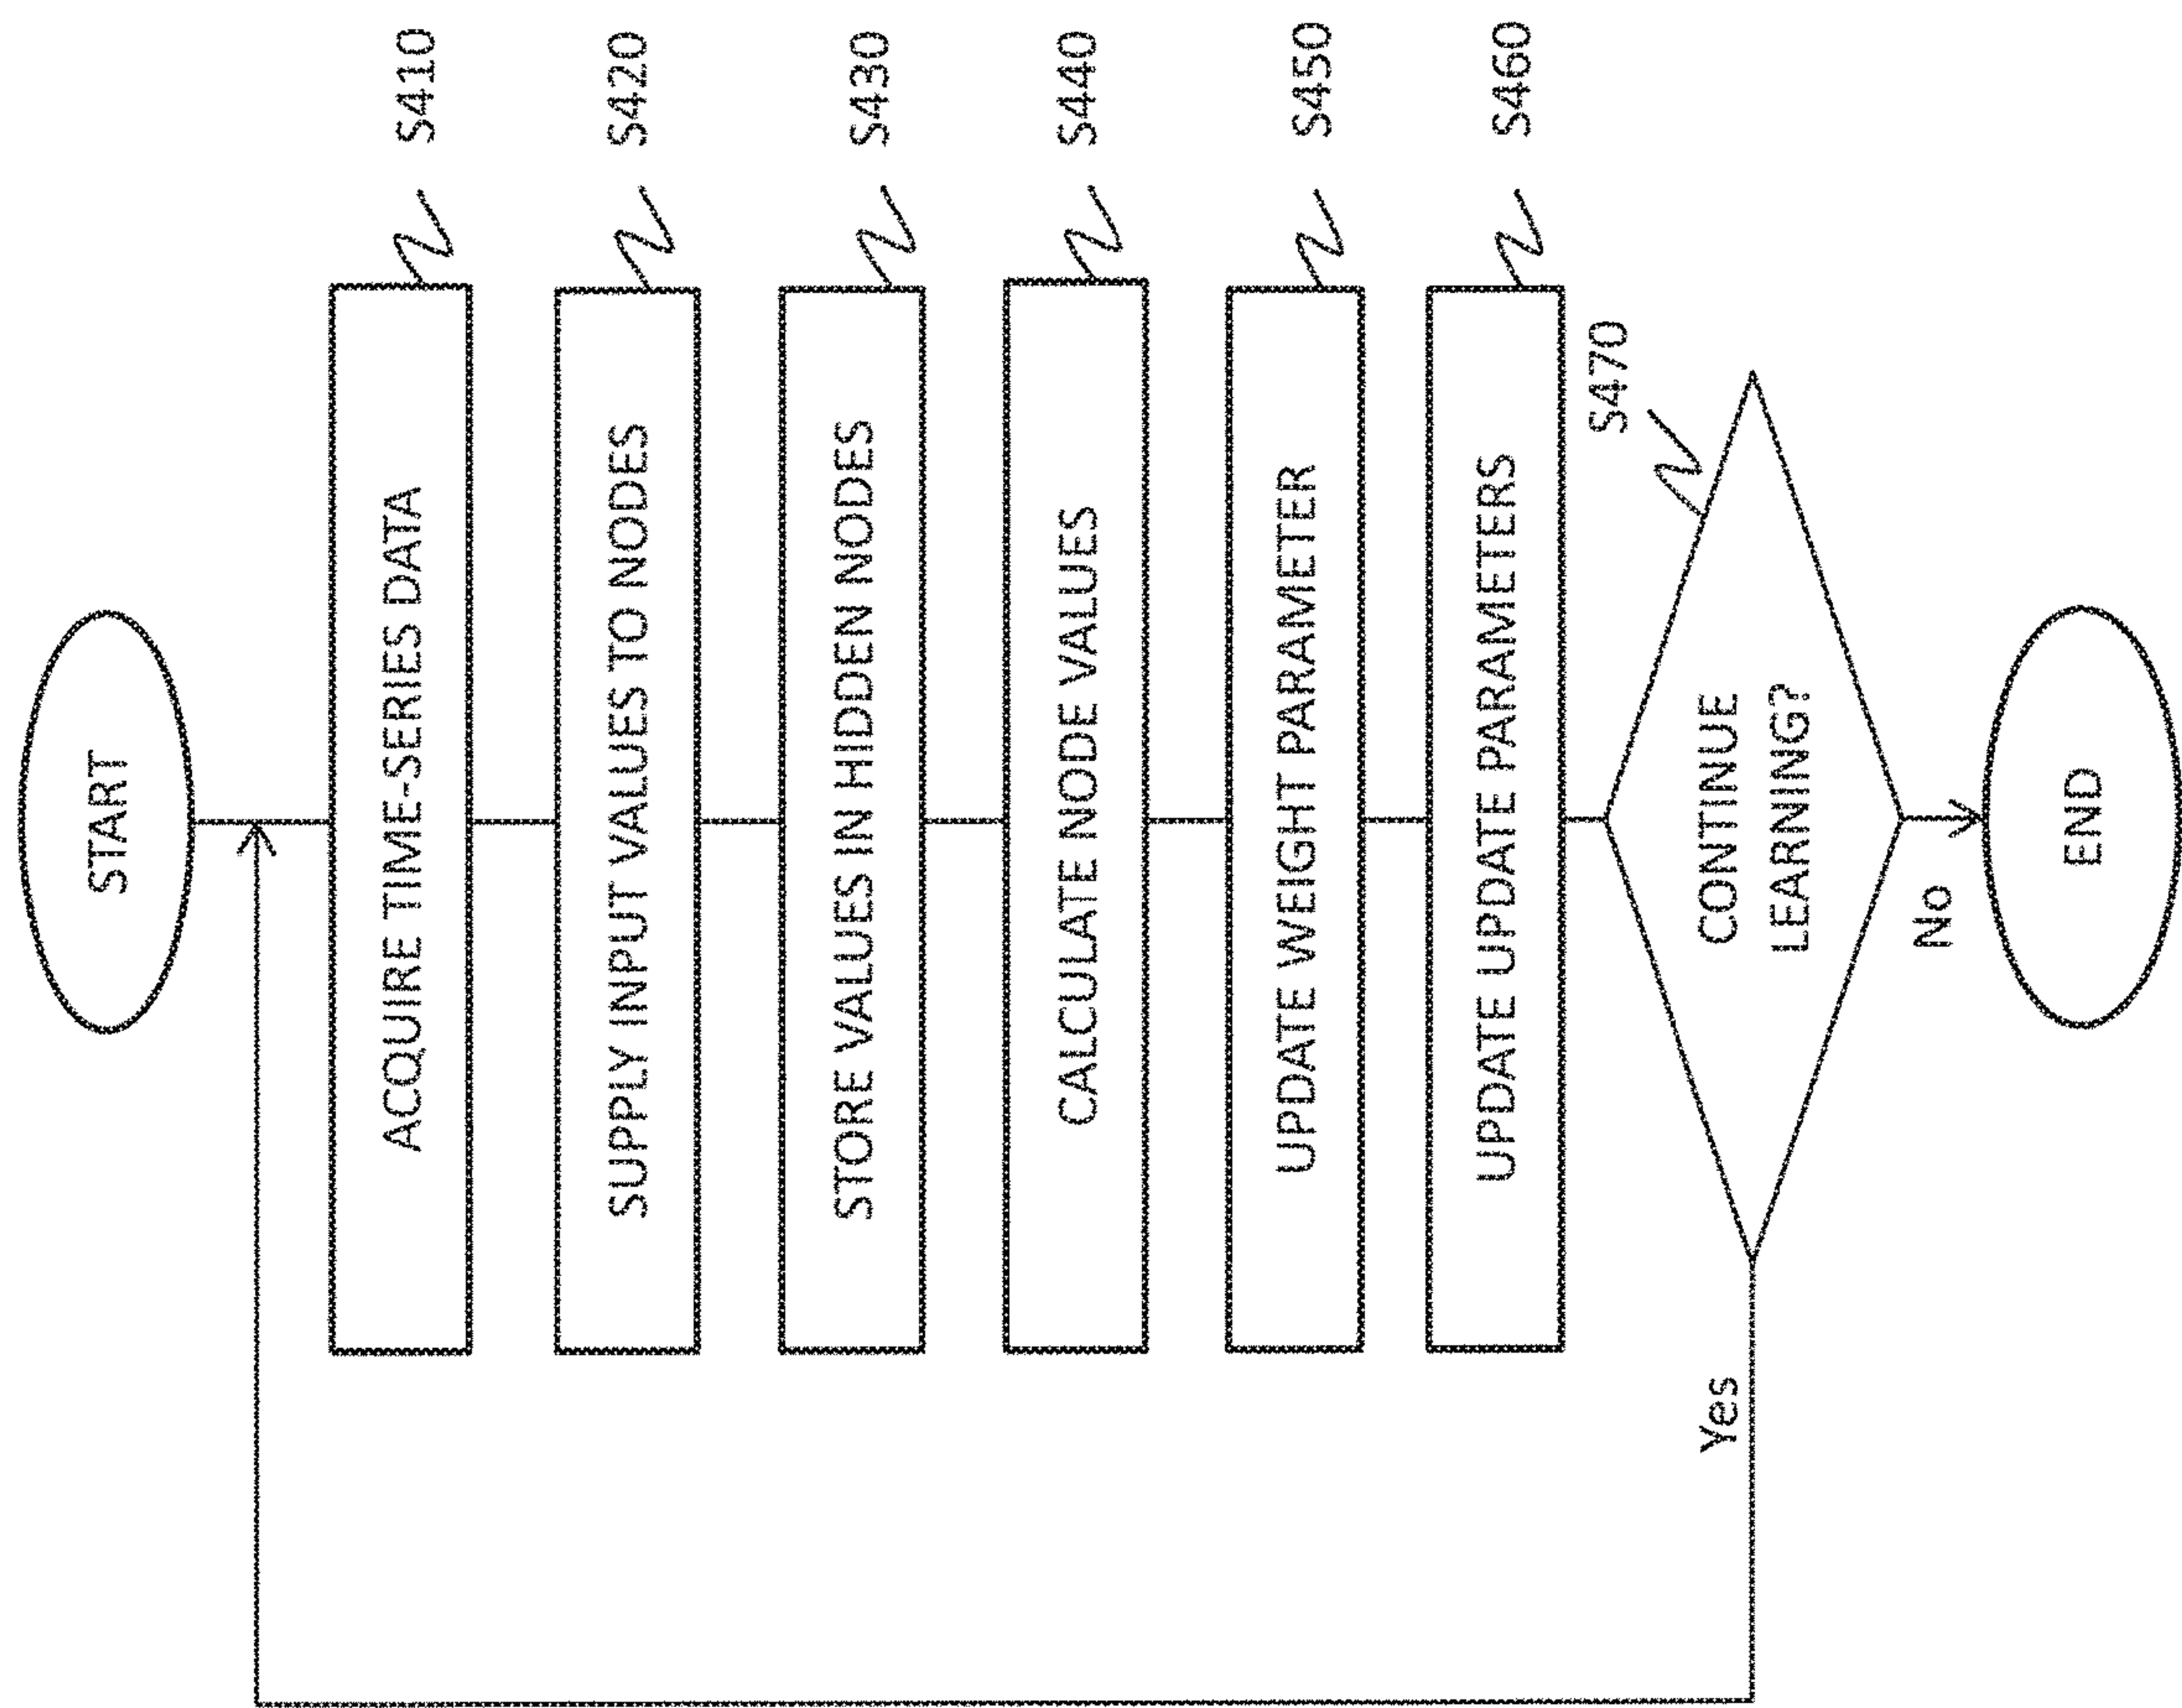 START
ACQUIRE TIME-SERIES DATA
S410
SUPPLY INPUT VALUES TO NODES
S420
STORE VALUES IN HIDDEN NODES
S430
CALCULATE NODE VALUES
S440
UPDATE WEIGHT PARAMETER
S450
UPDATE UPDATE PARAMETERS
S460
S470
CONTINUE
LEARNING?
Yes
No
END